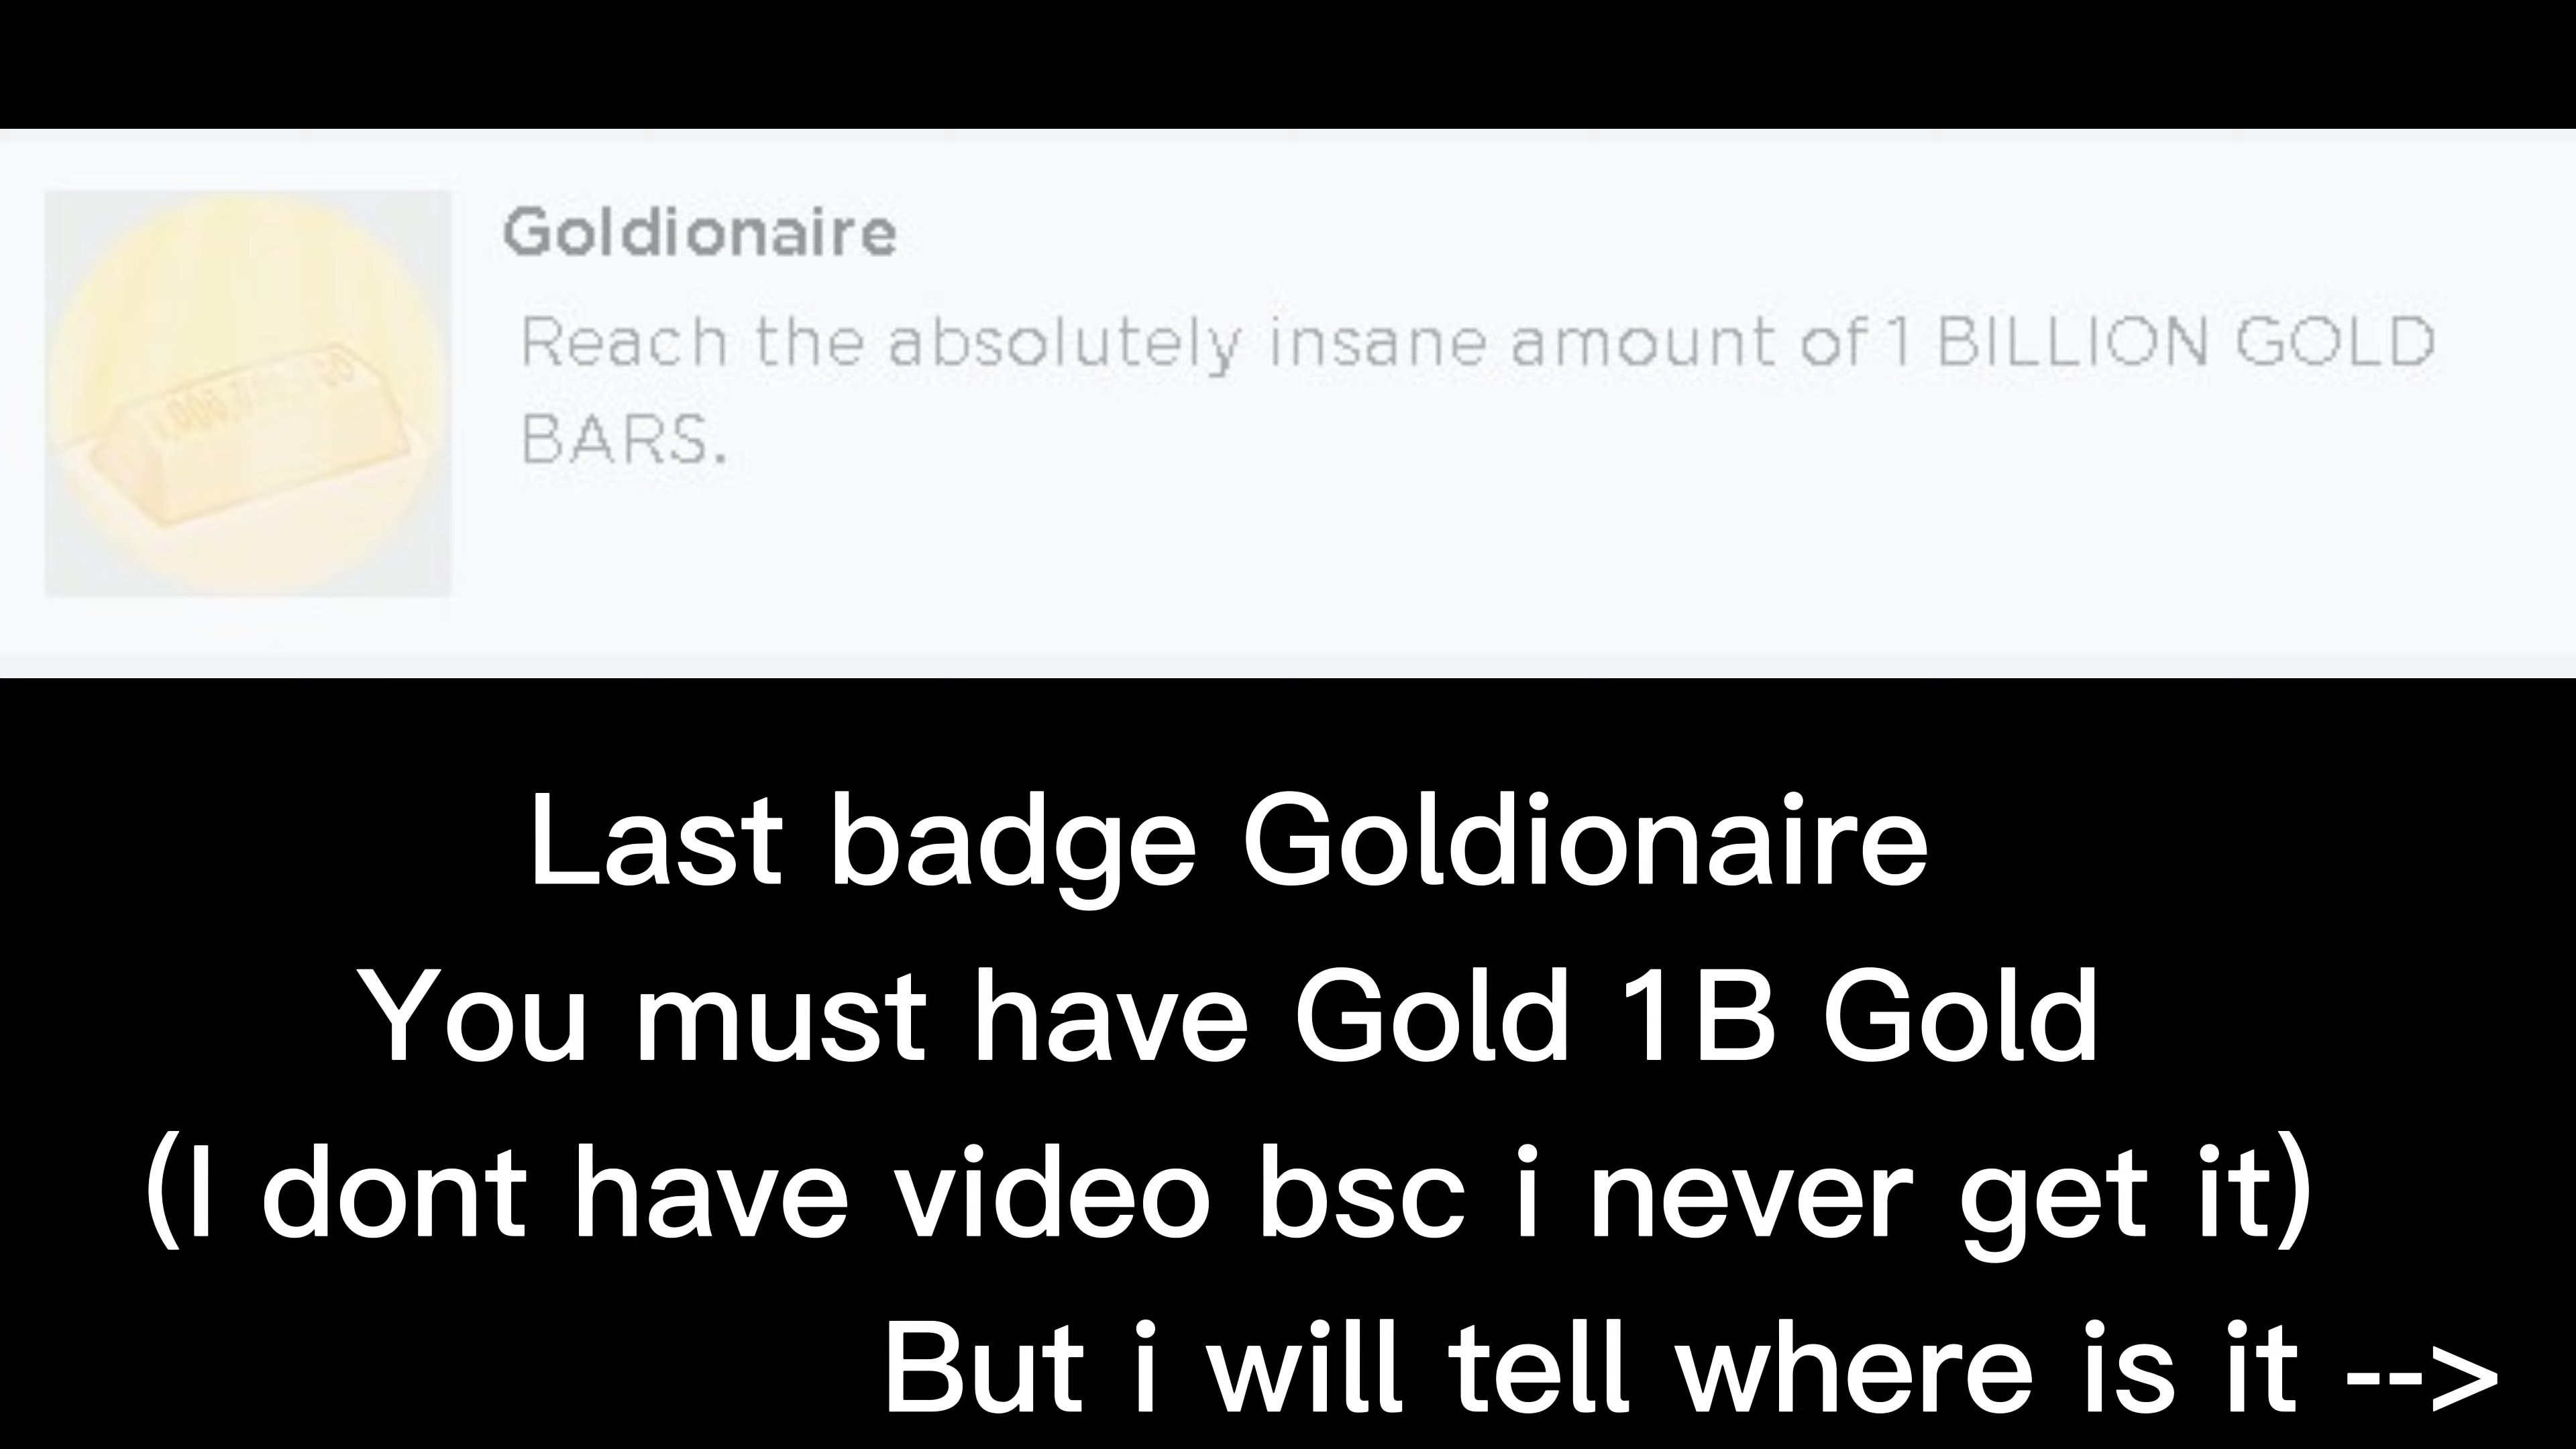 Goldionaire
Reach the absolutely insane amount of 1 BILLION GOLD
BARS.
Last badge Goldionaire
You must have Gold 1B Gold
(I dont have video bsc i never get it)
But i will tell where is it -->